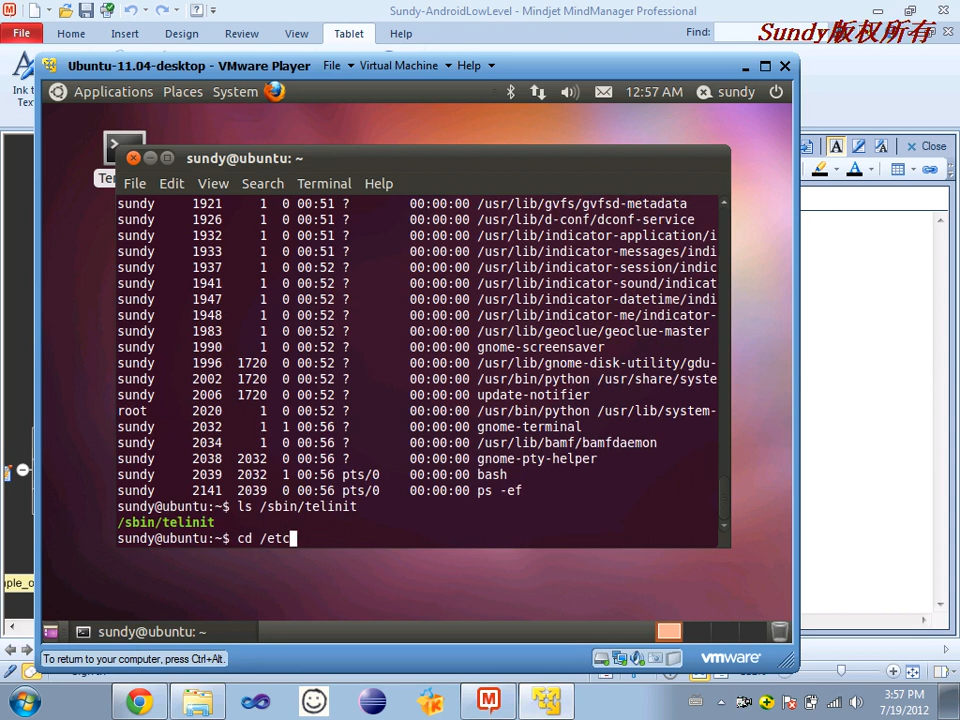 Sundy-AndroidLowLevel - Mindjet MindManager Professional
File Home Insert Design Review View Tablet Help Find:
Sundy版权所有
Ink t
Text
Ubuntu-11.04-desktop - VMware Player File Virtual Machine Help
Applications Places System 12:57 AM sundy
Close
Te
sundy@ubuntu: ~
File Edit View Search Terminal Help
sundy 1921 1 0 00:51 ? 00:00:00 /usr/lib/gvfs/gvfsd-metadata
sundy 1926 1 0 00:51 ? 00:00:00 /usr/lib/d-conf/dconf-service
sundy 1932 1 0 00:51 ? 00:00:00 /usr/lib/indicator-application/i
sundy 1933 1 0 00:51 ? 00:00:00 /usr/lib/indicator-messages/indi
sundy 1937 1 0 00:52 ? 00:00:00 /usr/lib/indicator-session/indic
sundy 1941 1 0 00:52 ? 00:00:00 /usr/lib/indicator-sound/indicat
sundy 1947 1 0 00:52 ? 00:00:00 /usr/lib/indicator-datetime/indi
sundy 1948 1 0 00:52 ? 00:00:00 /usr/lib/indicator-me/indicator-
sundy 1983 1 0 00:52 ? 00:00:00 /usr/lib/geoclue/geoclue-master
sundy 1990 1 0 00:52 ? 00:00:00 gnome-screensaver
sundy 1996 1720 0 00:52 ? 00:00:00 /usr/lib/gnome-disk-utility/gdu-
sundy 2002 1720 0 00:52 ? 00:00:00 /usr/bin/python /usr/share/syste
sundy 2006 1720 0 00:52 ? 00:00:00 update-notifier
root 2020 1 0 00:52 ? 00:00:00 /usr/bin/python /usr/lib/system-
sundy 2032 1 1 00:56 ? 00:00:00 gnome-terminal
sundy 2034 1 0 00:56 ? 00:00:00 /usr/lib/bamf/bamfdaemon
sundy 2038 2032 0 00:56 ? 00:00:00 gnome-pty-helper
sundy 2039 2032 1 00:56 pts/0 00:00:00 bash
sundy 2141 2039 0 00:56 pts/0 00:00:00 ps -ef
sundy@ubuntu:~$ ls /sbin/telinit
/sbin/telinit
sundy@ubuntu:~$ cd /etc
ple_o
sundy@ubuntu: ~
To return to your computer, press Ctrl+Alt.
vmware
3:57 PM
7/19/2012